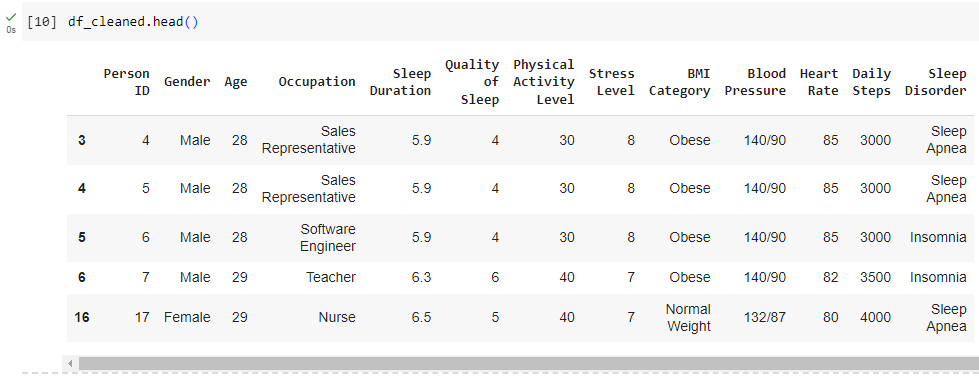 [10] df_cleaned.head()
0s
Person ID Gender Age Occupation Sleep Duration Quality of Sleep Physical Activity Level Stress Level BMI Category Blood Pressure Heart Rate Daily Steps Sleep Disorder
3 4 Male 28 Sales Representative 5.9 4 30 8 Obese 140/90 85 3000 Sleep Apnea
4 5 Male 28 Sales Representative 5.9 4 30 8 Obese 140/90 85 3000 Sleep Apnea
5 6 Male 28 Software Engineer 5.9 4 30 8 Obese 140/90 85 3000 Insomnia
6 7 Male 29 Teacher 6.3 6 40 7 Obese 140/90 82 3500 Insomnia
16 17 Female 29 Nurse 6.5 5 40 7 Normal Weight 132/87 80 4000 Sleep Apnea